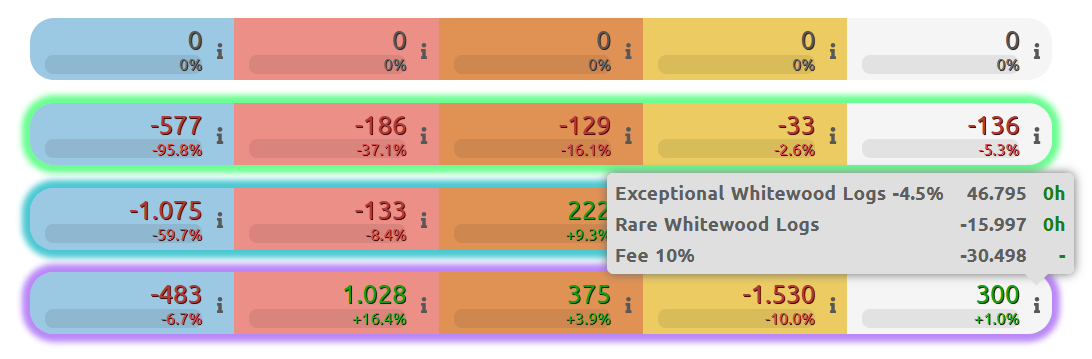 0 0 0 0 0
0% 0% 0% 0% 0%
-577 -186 -129 -33 -136
-95.8% -37.1% -16.1% -2.6% -5.3%
-1.075 -133 222
-59.7% -8.4% +9.3%
Exceptional Whitewood Logs -4.5% 46.795 0h
Rare Whitewood Logs -15.997 0h
Fee 10% -30.498 -
-483 1.028 375 -1.530 300
-6.7% +16.4% +3.9% -10.0% +1.0%